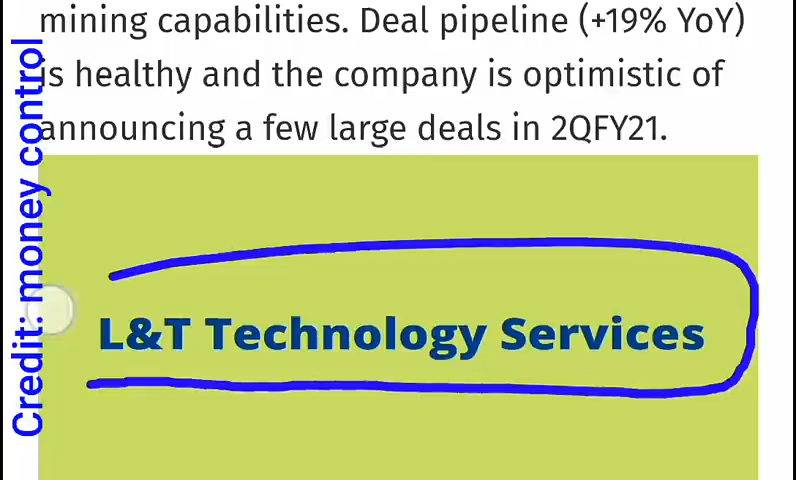 mining capabilities. Deal pipeline (+19% YoY)
is healthy and the company is optimistic of
announcing a few large deals in 2QFY21.
Credit: money control
L&T Technology Services